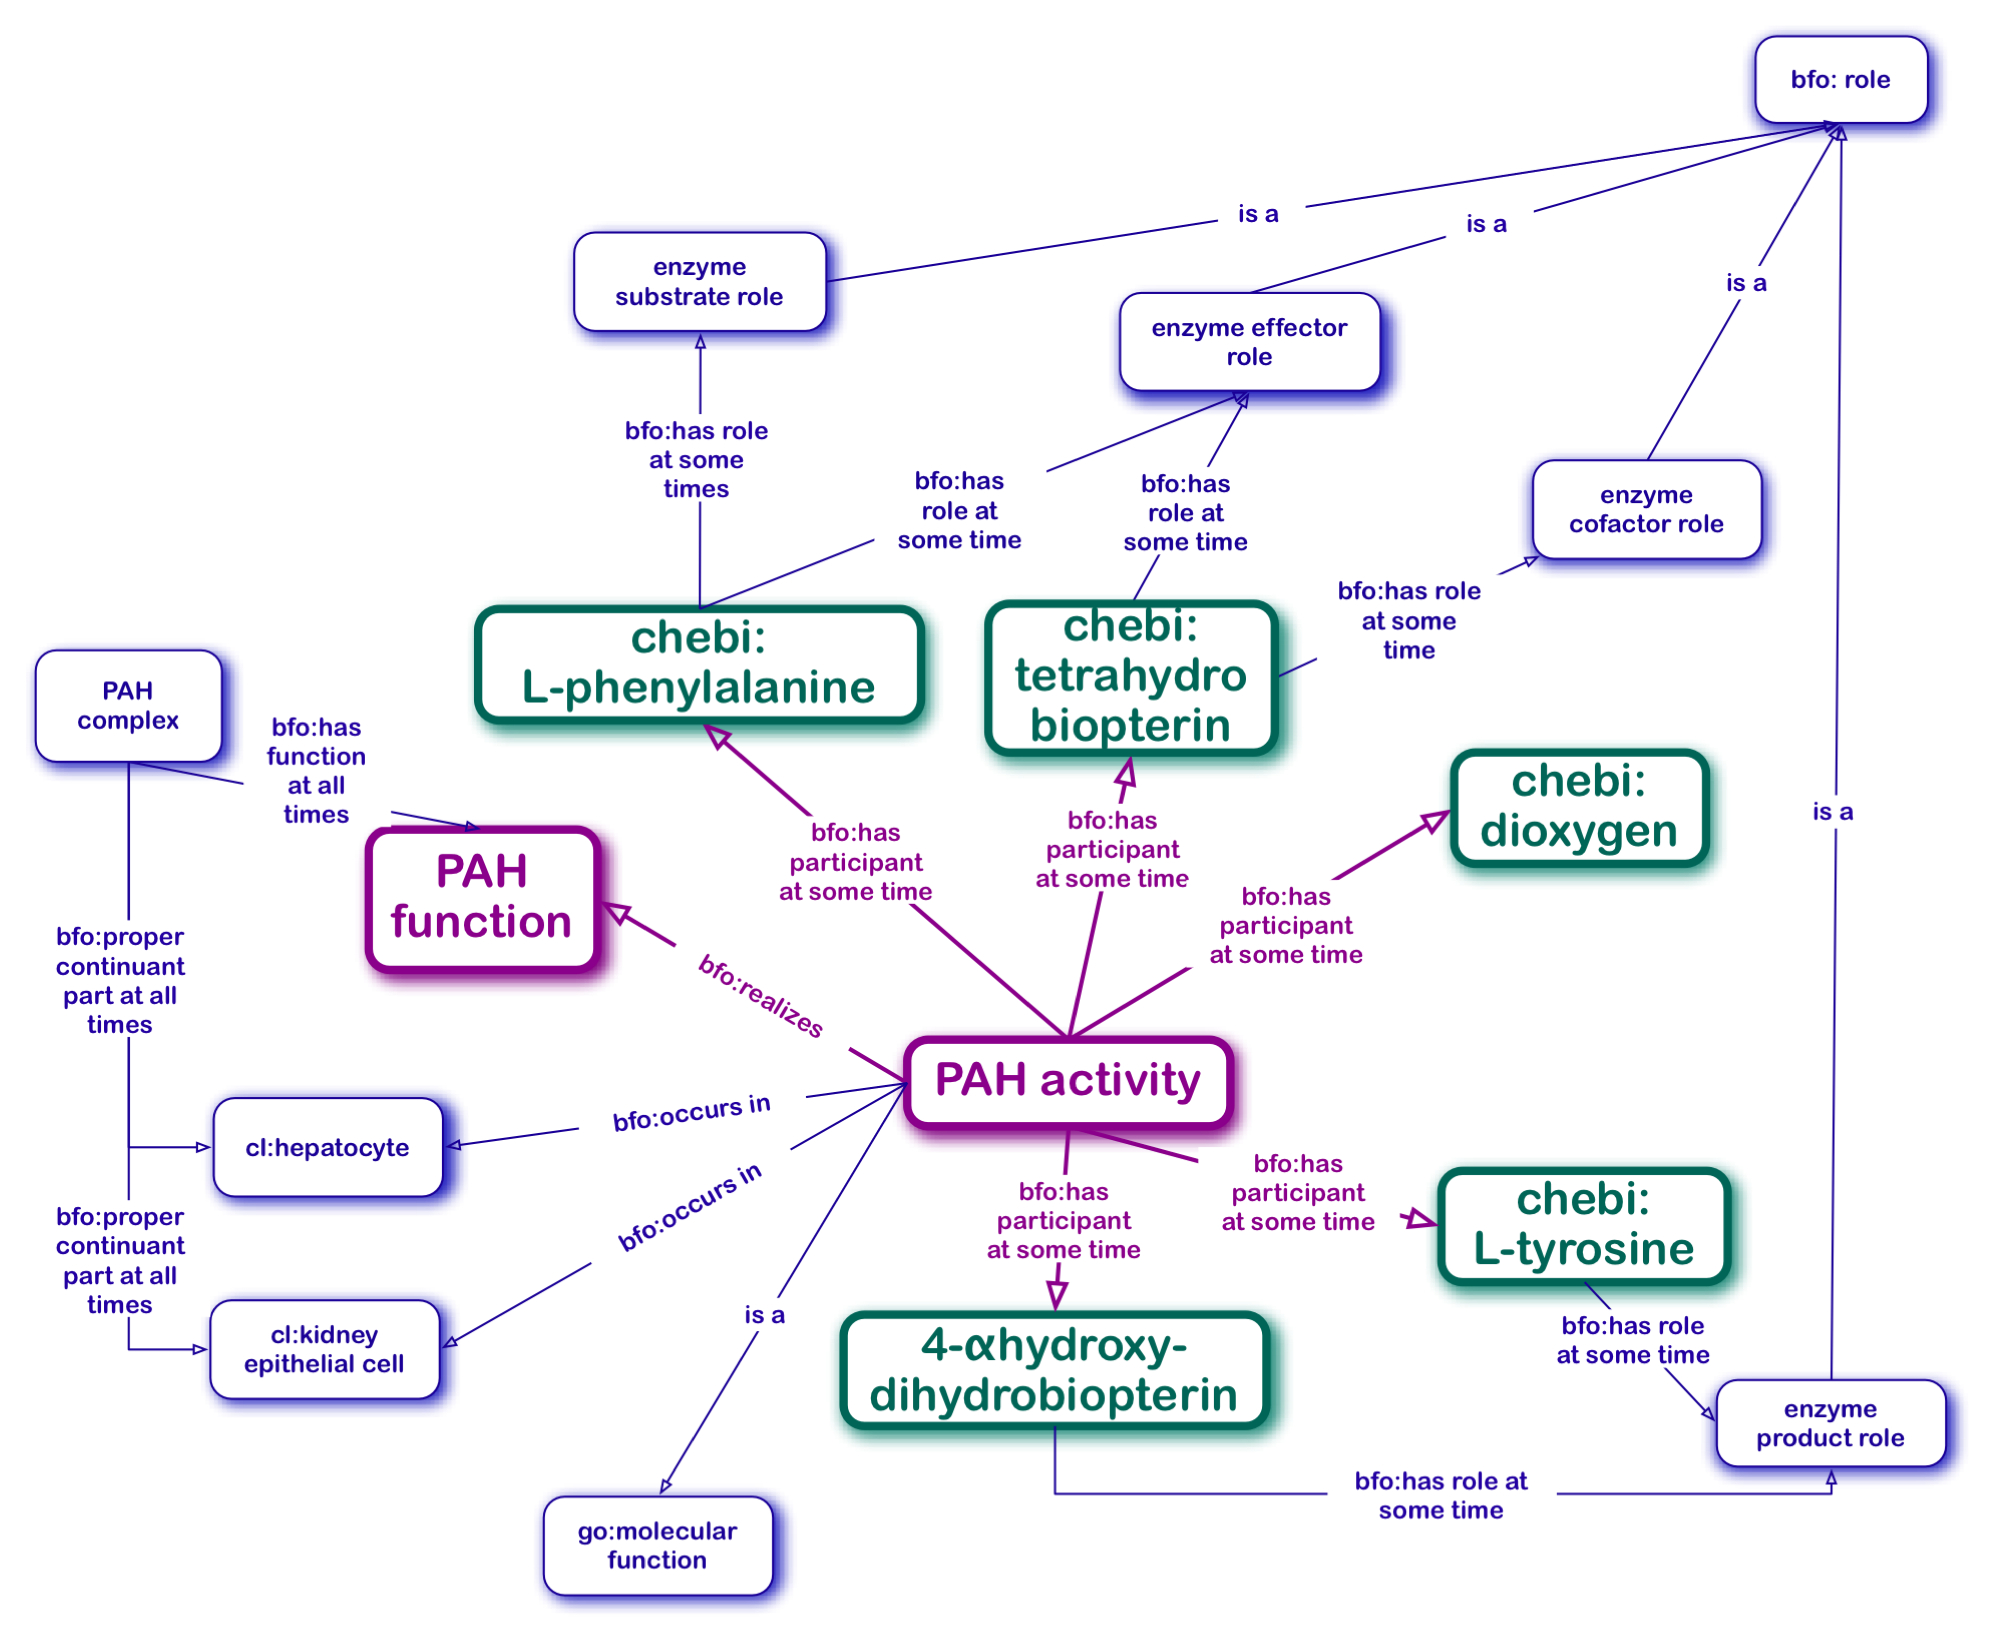 bfo: role
is a
is a
enzyme
substrate role
is a
enzyme effector
role
bfo:has role
at some
times
bfo:has
role at
some time
bfo:has
role at
some time
enzyme
cofactor role
bfo:has role
at some
time
chebi:
L-phenylalanine
chebi:
tetrahydro
biopterin
PAH
complex
bfo:has
function
at all
times
chebi:
dioxygen
is a
PAH
function
bfo:has
participant
at some time
bfo:has
participant
at some time
bfo:has
participant
at some time
bfo:proper
continuant
part at all
times
bfo:realizes
PAH activity
bfo:occurs in
cl:hepatocyte
bfo:occurs in
bfo:has
participant
at some time
bfo:has
participant
at some time
chebi:
L-tyrosine
bfo:proper
continuant
part at all
times
cl:kidney
epithelial cell
is a
4-αhydroxy-
dihydrobiopterin
bfo:has role
at some time
enzyme
product role
bfo:has role at
some time
go:molecular
function